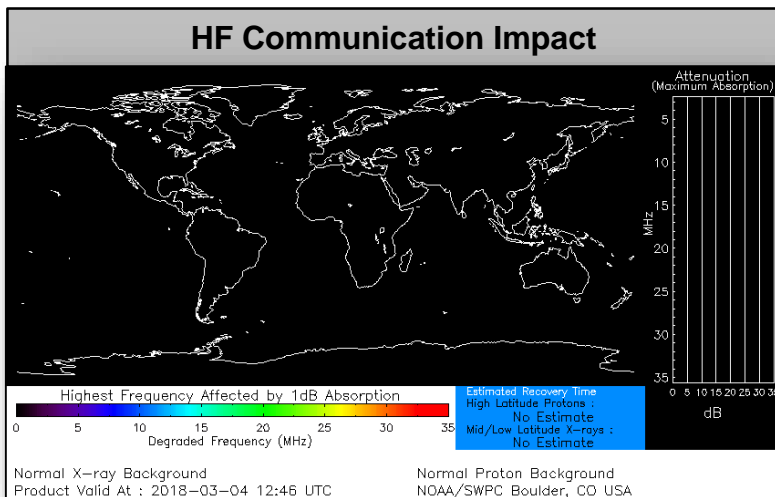 HF Communication Impact
Attenuation
(Maximum Absorption)
5
10
15
20
25
30
35
MHz
0 5 10 15 20 25 30 35
dB
Highest Frequency Affected by 1dB Absorption
0 5 10 15 20 25 30 35
Degraded Frequency (MHz)
Estimated Recovery Time
High Latitude Protons :
No Estimate
Mid/Low Latitude X-rays :
No Estimate
Normal X-ray Background
Product Valid At : 2018-03-04 12:46 UTC
Normal Proton Background
NOAA/SWPC Boulder, CO USA